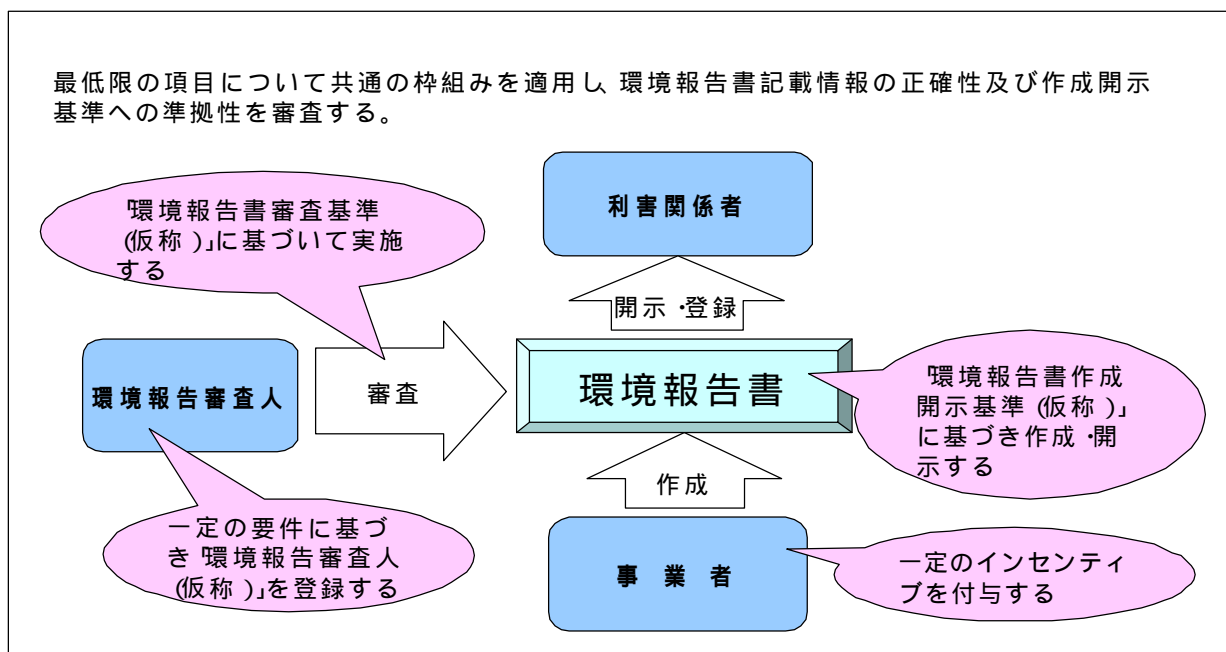 最低限の項目について共通の枠組みを適用し、環境報告書記載情報の正確性及び作成開示
基準への準拠性を審査する。
利害関係者
「環境報告書審査基準
(仮称)」に基づいて実施
する
開示・登録
環境報告審査人
審査
環境報告書
「環境報告書作成
開示基準(仮称)」
に基づき作成・開
示する
作成
一定の要件に基づ
き「環境報告審査人
(仮称)」を登録する
事業者
一定のインセンティ
ブを付与する